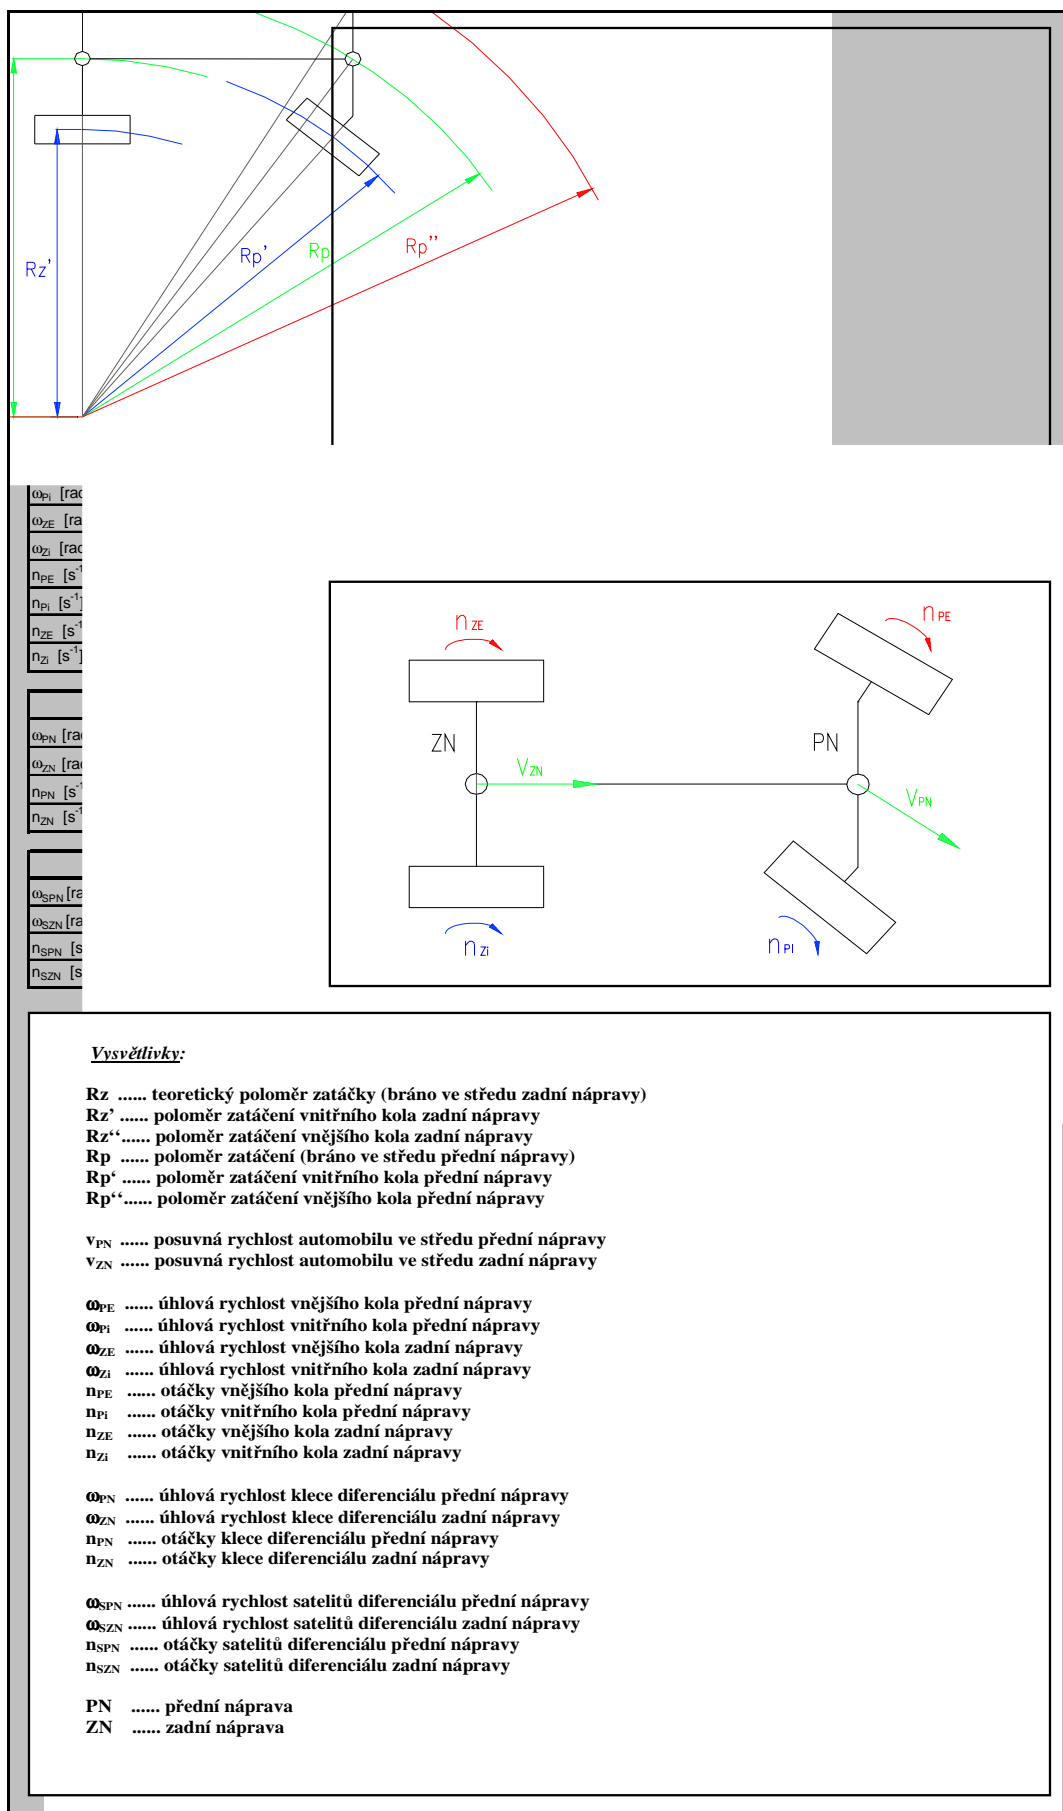 Rz'
Rp'
Rp
Rp''
ωPi [rad
ωZE [ra
ωZi [rad
nPE [s-1
nPi [s-1]
nZE [s-1
nZi [s-1]
ωPN [rad
ωZN [rad
nPN [s-1
nZN [s-1
ωSPN [ra
ωSZN [ra
nSPN [s
nSZN [s
nZE
nPE
ZN
PN
VZN
VPN
nZi
nPI
Vysvětlivky:
Rz ...... teoretický poloměr zatáčky (bráno ve středu zadní nápravy)
Rz’ ...... poloměr zatáčení vnitřního kola zadní nápravy
Rz“...... poloměr zatáčení vnějšího kola zadní nápravy
Rp ...... poloměr zatáčení (bráno ve středu přední nápravy)
Rp‘ ...... poloměr zatáčení vnitřního kola přední nápravy
Rp“...... poloměr zatáčení vnějšího kola přední nápravy
vPN ...... posuvná rychlost automobilu ve středu přední nápravy
vZN ...... posuvná rychlost automobilu ve středu zadní nápravy
ωPE ...... úhlová rychlost vnějšího kola přední nápravy
ωPi ...... úhlová rychlost vnitřního kola přední nápravy
ωZE ...... úhlová rychlost vnějšího kola zadní nápravy
ωZi ...... úhlová rychlost vnitřního kola zadní nápravy
nPE ...... otáčky vnějšího kola přední nápravy
nPi ...... otáčky vnitřního kola přední nápravy
nZE ...... otáčky vnějšího kola zadní nápravy
nZi ...... otáčky vnitřního kola zadní nápravy
ωPN ...... úhlová rychlost klece diferenciálu přední nápravy
ωZN ...... úhlová rychlost klece diferenciálu zadní nápravy
nPN ...... otáčky klece diferenciálu přední nápravy
nZN ...... otáčky klece diferenciálu zadní nápravy
ωSPN ...... úhlová rychlost satelitů diferenciálu přední nápravy
ωSZN ...... úhlová rychlost satelitů diferenciálu zadní nápravy
nSPN ...... otáčky satelitů diferenciálu přední nápravy
nSZN ...... otáčky satelitů diferenciálu zadní nápravy
PN ...... přední náprava
ZN ...... zadní náprava